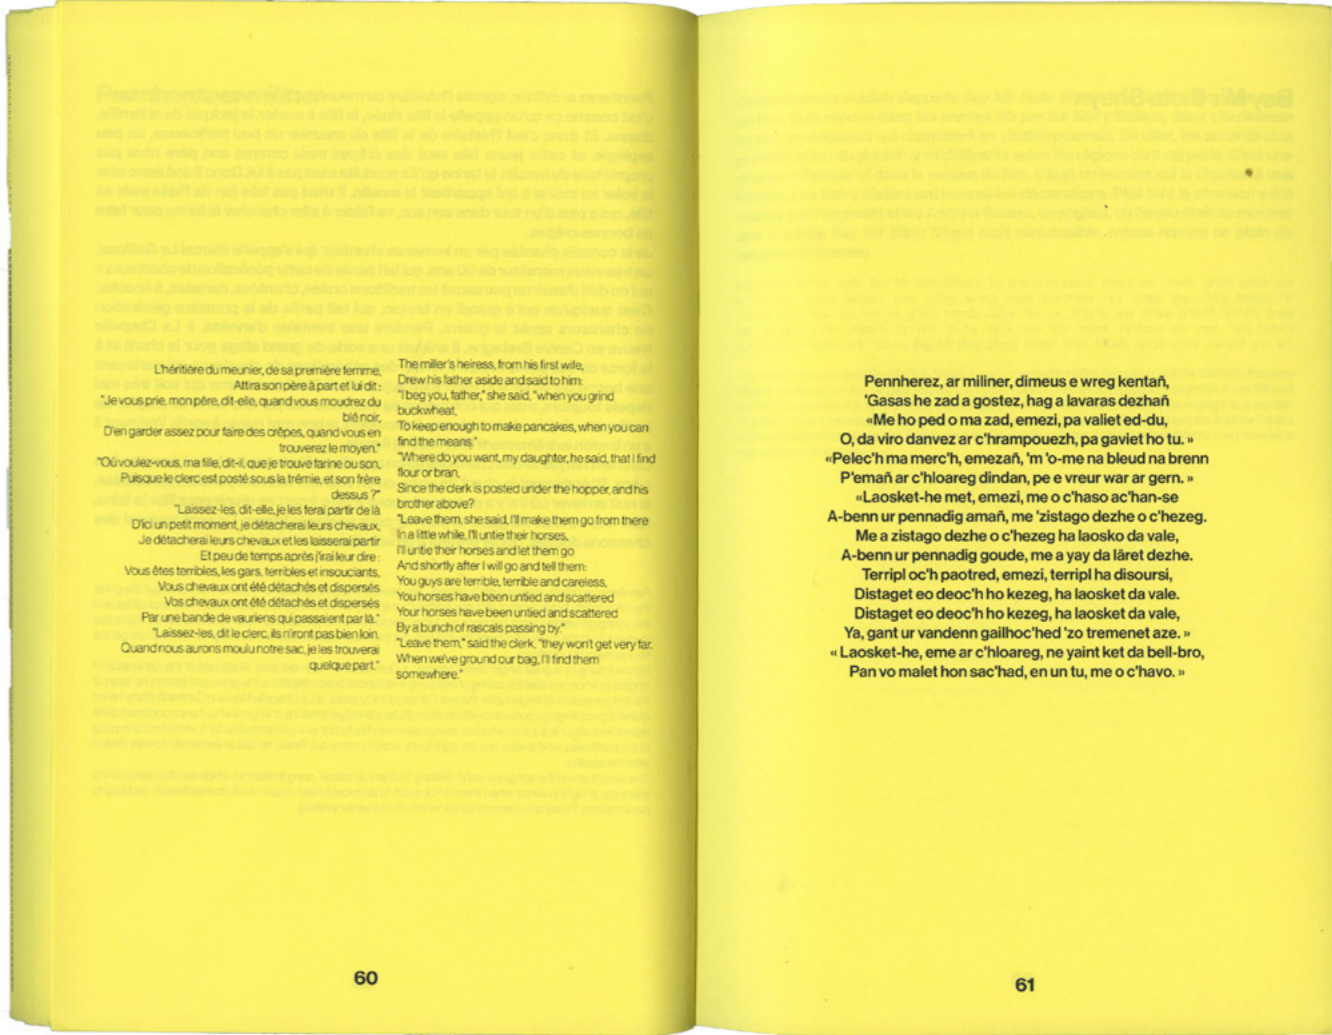 L'héritière du meunier, de sa première femme,
Attira son père à part et lui dit :
"Je vous prie, mon père, dit-elle, quand vous moudrez du
blé noir,
D'en garder assez pour faire des crêpes, quand vous en
trouverez le moyen."
"Où voulez-vous, ma fille, dit-il, que je trouve farine ou son,
Puisque le clerc est posté sous la trémie, et son frère
dessus ?"
"Laissez-les, dit-elle, je les ferai partir de là
D'ici un petit moment, je détacherai leurs chevaux,
Je détacherai leurs chevaux et les laisserai partir
Et peu de temps après j'irai leur dire :
Vous êtes terribles, les gars, terribles et insouciants,
Vous chevaux ont été détachés et dispersés
Vos chevaux ont été détachés et dispersés
Par une bande de vauriens qui passaient par là."
"Laissez-les, dit le clerc, ils n'iront pas bien loin.
Quand nous aurons moulu notre sac, je les trouverai
quelque part."
The miller's heiress, from his first wife,
Drew his father aside and said to him:
"I beg you, father," she said, "when you grind
buckwheat,
To keep enough to make pancakes, when you can
find the means."
"Where do you want, my daughter, he said, that I find
flour or bran,
Since the clerk is posted under the hopper, and his
brother above?
"Leave them, she said, I'll make them go from there
In a little while, I'll untie their horses,
I'll untie their horses and let them go
And shortly after I will go and tell them:
You guys are terrible, terrible and careless,
You horses have been untied and scattered
Your horses have been untied and scattered
By a bunch of rascals passing by."
"Leave them," said the clerk, "they won't get very far.
When we've ground our bag, I'll find them
somewhere."
60
Pennherez, ar miliner, dimeus e wreg kentañ,
'Gasas he zad a gostez, hag a lavaras dezhañ
«Me ho ped o ma zad, emezi, pa valiet ed-du,
O, da viro danvez ar c'hrampouezh, pa gaviet ho tu. »
«Pelec'h ma merc'h, emezañ, 'm 'o-me na bleud na brenn
P'emañ ar c'hloareg dindan, pe e vreur war ar gern. »
«Laosket-he met, emezi, me o c'haso ac'han-se
A-benn ur pennadig amañ, me 'zistago dezhe o c'hezeg.
Me a zistago dezhe o c'hezeg ha laosko da vale,
A-benn ur pennadig goude, me a yay da lâret dezhe.
Terripl oc'h paotred, emezi, terripl ha disoursi,
Distaget eo deoc'h ho kezeg, ha laosket da vale.
Distaget eo deoc'h ho kezeg, ha laosket da vale,
Ya, gant ur vandenn gailhoc'hed 'zo tremenet aze. »
« Laosket-he, eme ar c'hloareg, ne yaint ket da bell-bro,
Pan vo malet hon sac'had, en un tu, me o c'havo. »
61